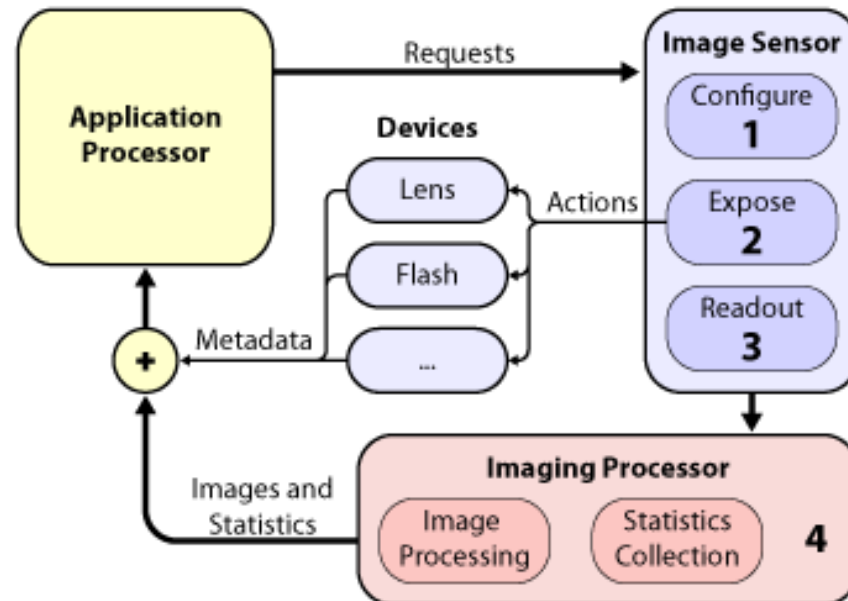 Application
Processor
Requests
Image Sensor
Configure
1
Expose
2
Readout
3
Devices
Lens
Flash
...
Actions
Metadata
+
Imaging Processor
Image
Processing
Statistics
Collection
4
Images and
Statistics